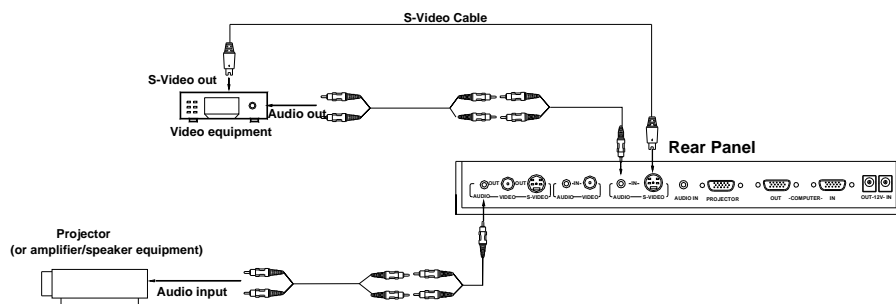 S-Video Cable
S-Video out
Audio out
Video equipment
Rear Panel
OUT OUT -IN- -IN-
AUDIO VIDEO S-VIDEO AUDIO VIDEO AUDIO S-VIDEO AUDIO IN PROJECTOR OUT -COMPUTER- IN OUT-12V- IN
Projector
(or amplifier/speaker equipment)
Audio input